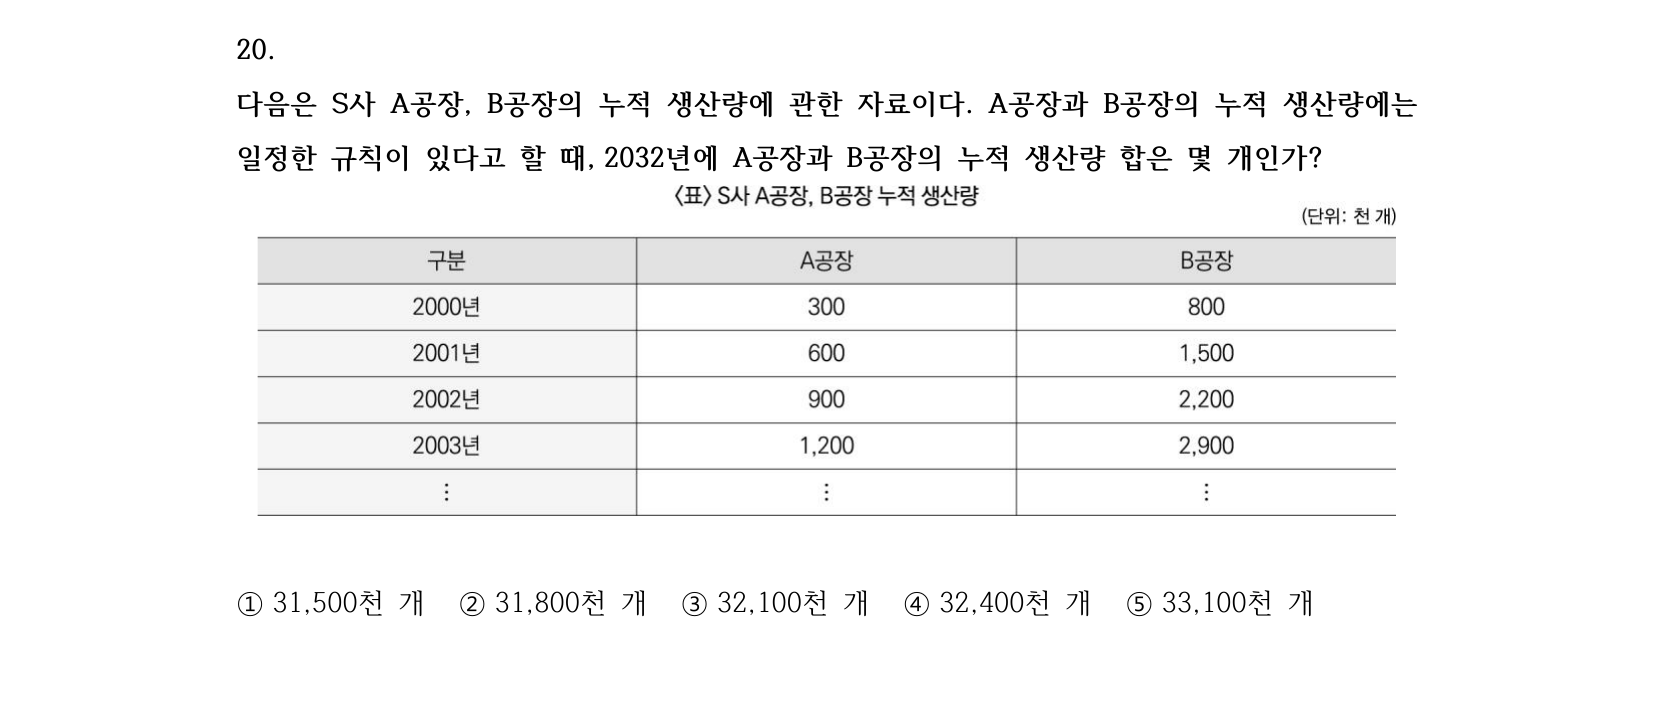 20.
다음은 S사 A공장, B공장의 누적 생산량에 관한 자료이다. A공장과 B공장의 누적 생산량에는
일정한 규칙이 있다고 할 때, 2032년에 A공장과 B공장의 누적 생산량 합은 몇 개인가?
〈표〉 S사 A공장, B공장 누적 생산량
(단위: 천 개)
구분 A공장 B공장
2000년 300 800
2001년 600 1,500
2002년 900 2,200
2003년 1,200 2,900
⋮ ⋮ ⋮
① 31,500천 개 ② 31,800천 개 ③ 32,100천 개 ④ 32,400천 개 ⑤ 33,100천 개